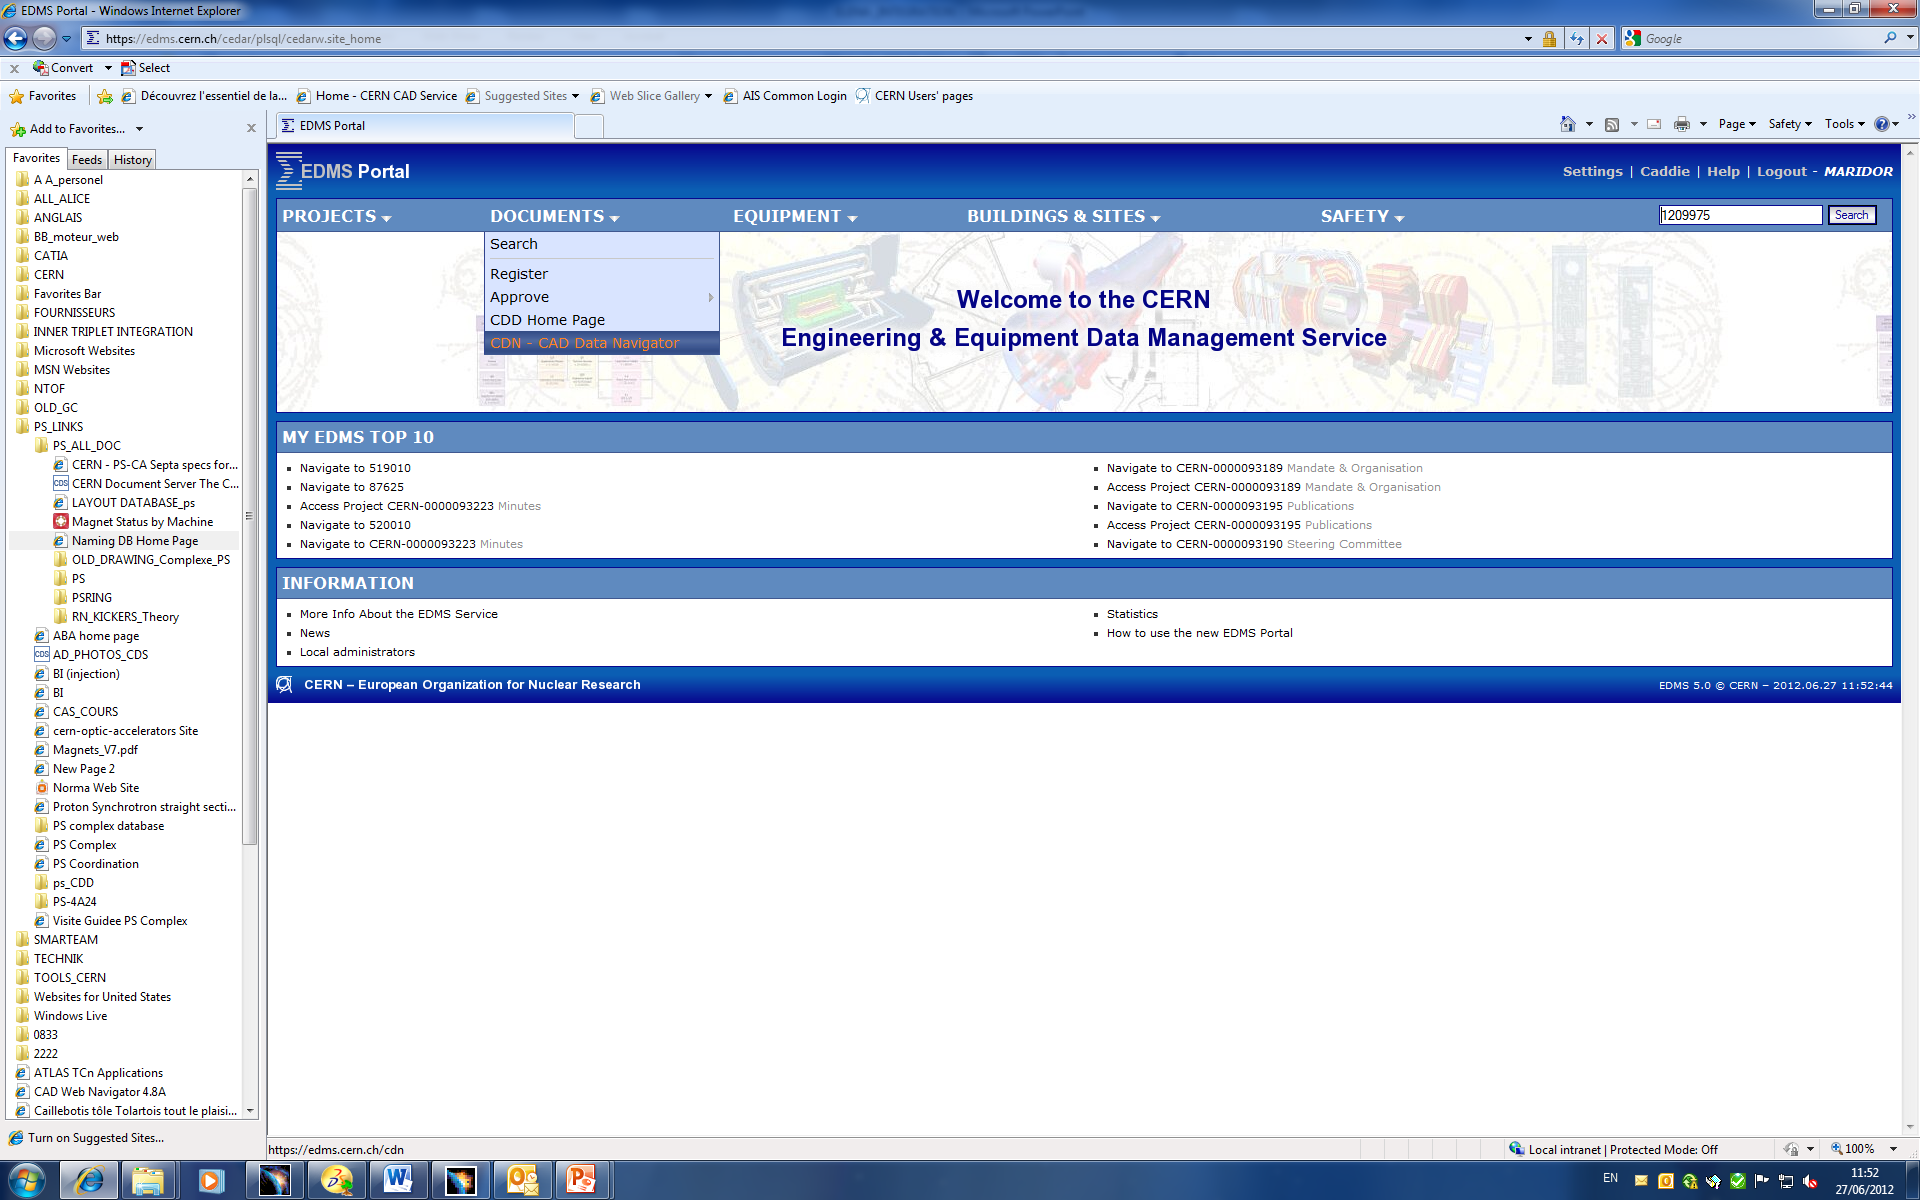 EDMS Portal - Windows Internet Explorer
https://edms.cern.ch/cedar/plsql/cedarw.site_home
Google
x Convert Select
Favorites Découvrez l'essentiel de la... Home - CERN CAD Service Suggested Sites Web Slice Gallery AIS Common Login CERN Users' pages
Add to Favorites... X
EDMS Portal
Page Safety Tools
Favorites Feeds History
A A_personel
ALL_ALICE
ANGLAIS
BB_moteur_web
CATIA
CERN
Favorites Bar
FOURNISSEURS
INNER TRIPLET INTEGRATION
Microsoft Websites
MSN Websites
NTOF
OLD_GC
PS_LINKS
PS_ALL_DOC
CERN - PS-CA Septa specs for...
CERN Document Server The C...
LAYOUT DATABASE_ps
Magnet Status by Machine
Naming DB Home Page
OLD_DRAWING_Complexe_PS
PS
PSRING
RN_KICKERS_Theory
ABA home page
AD_PHOTOS_CDS
BI (injection)
BI
CAS_COURS
cern-optic-accelerators Site
Magnets_V7.pdf
New Page 2
Norma Web Site
Proton Synchrotron straight secti...
PS complex database
PS Complex
PS Coordination
ps_CDD
PS-4A24
Visite Guidee PS Complex
SMARTEAM
TECHNIK
TOOLS_CERN
Websites for United States
Windows Live
0833
2222
ATLAS TCn Applications
CAD Web Navigator 4.8A
Caillebotis tôle Tolartois tout le plaisi...
Turn on Suggested Sites...
EDMS Portal
Settings | Caddie | Help | Logout - MARIDOR
PROJECTS DOCUMENTS EQUIPMENT BUILDINGS & SITES SAFETY
1209975 Search
Search
Register
Approve
CDD Home Page
CDN - CAD Data Navigator
Welcome to the CERN
Engineering & Equipment Data Management Service
MY EDMS TOP 10
Navigate to 519010
Navigate to 87625
Access Project CERN-0000093223 Minutes
Navigate to 520010
Navigate to CERN-0000093223 Minutes
Navigate to CERN-0000093189 Mandate & Organisation
Access Project CERN-0000093189 Mandate & Organisation
Navigate to CERN-0000093195 Publications
Access Project CERN-0000093195 Publications
Navigate to CERN-0000093190 Steering Committee
INFORMATION
More Info About the EDMS Service
News
Local administrators
Statistics
How to use the new EDMS Portal
CERN – European Organization for Nuclear Research
EDMS 5.0 © CERN – 2012.06.27 11:52:44
https://edms.cern.ch/cdn
Local intranet | Protected Mode: Off
100%
EN
11:52
27/06/2012